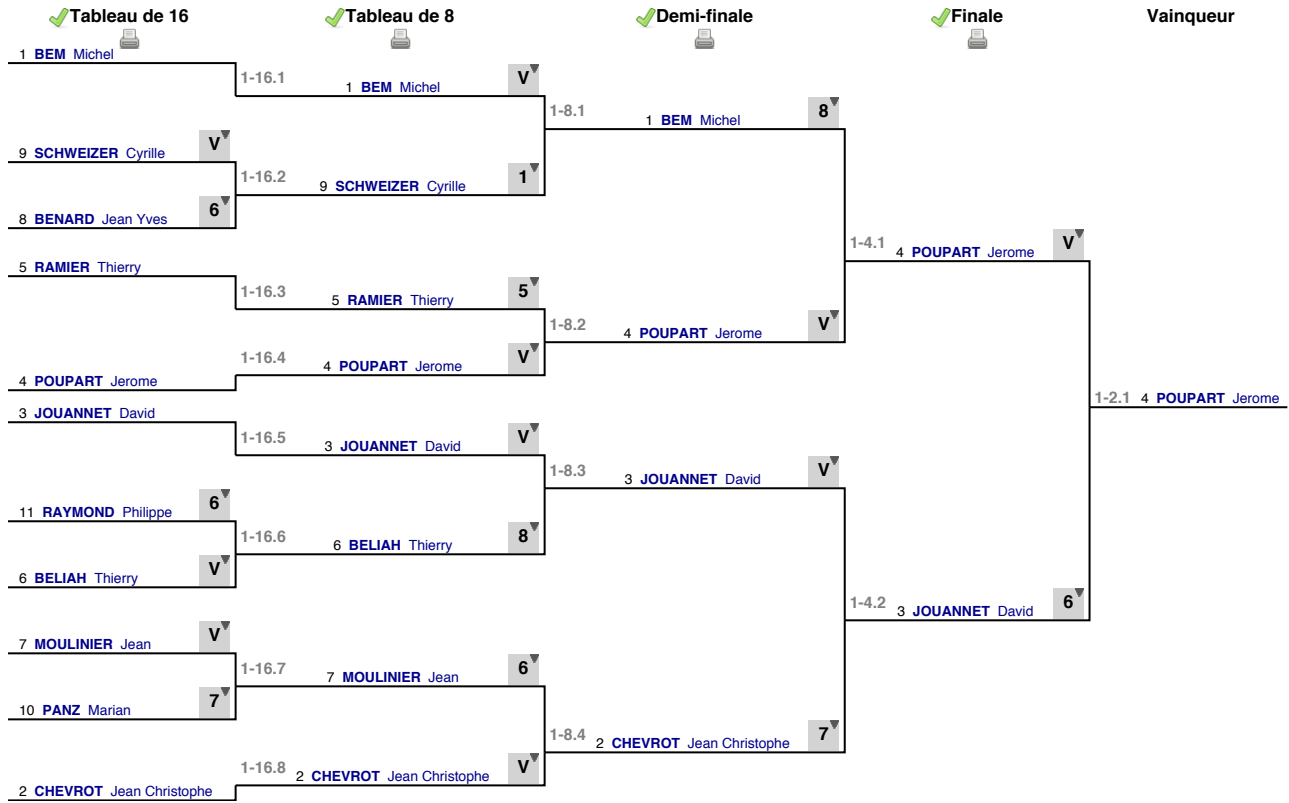 Tableau de 16
Tableau de 8
Demi-finale
Finale
Vainqueur
1 BEM Michel
9 SCHWEIZER Cyrille V
8 BENARD Jean Yves 6
5 RAMIER Thierry
4 POUPART Jerome
3 JOUANNET David
11 RAYMOND Philippe 6
6 BELIAH Thierry V
7 MOULINIER Jean V
10 PANZ Marian 7
2 CHEVROT Jean Christophe
1-16.1 1 BEM Michel V
1-16.2 9 SCHWEIZER Cyrille 1
1-16.3 5 RAMIER Thierry 5
1-16.4 4 POUPART Jerome V
1-16.5 3 JOUANNET David V
1-16.6 6 BELIAH Thierry 8
1-16.7 7 MOULINIER Jean 6
1-16.8 2 CHEVROT Jean Christophe V
1-8.1 1 BEM Michel 8
1-8.2 4 POUPART Jerome V
1-8.3 3 JOUANNET David V
1-8.4 2 CHEVROT Jean Christophe 7
1-4.1 4 POUPART Jerome V
1-4.2 3 JOUANNET David 6
1-2.1 4 POUPART Jerome